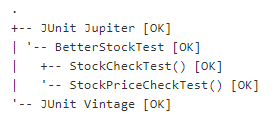 .
+-- JUnit Jupiter [OK]
| '-- BetterStockTest [OK]
|   +-- StockCheckTest() [OK]
|   '-- StockPriceCheckTest() [OK]
'-- JUnit Vintage [OK]